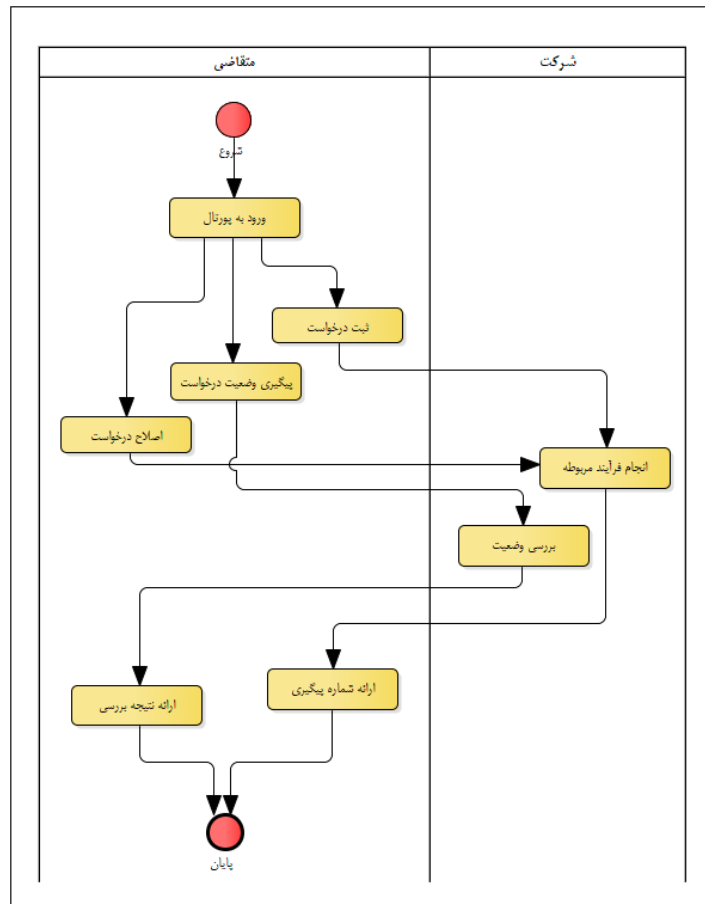 متقاضی
شرکت
شروع
ورود به پورتال
ثبت درخواست
پیگیری وضعیت درخواست
اصلاح درخواست
انجام فرآیند مربوطه
بررسی وضعیت
ارائه شماره پیگیری
ارائه نتیجه بررسی
پایان